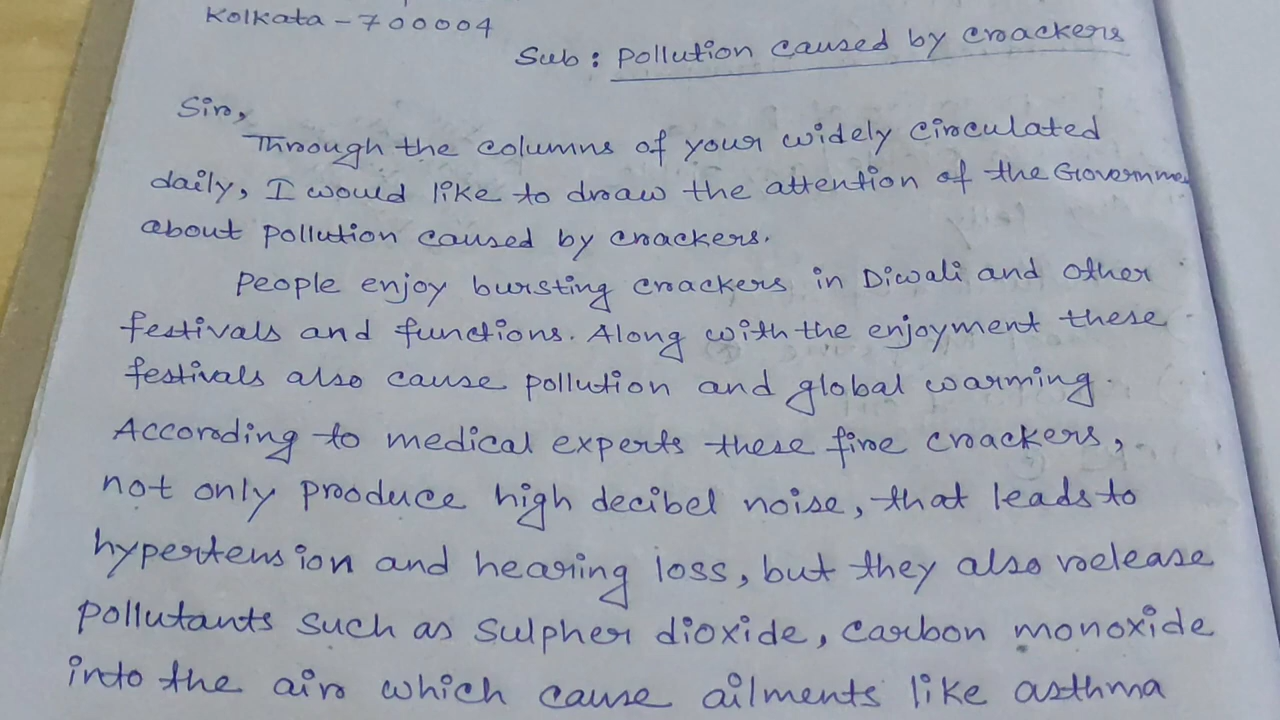 Kolkata - 700004
Sub: Pollution caused by crackers
Sir,
Through the columns of your widely circulated
daily, I would like to draw the attention of the Governme
about pollution caused by crackers.
People enjoy bursting crackers in Diwali and other
festivals and functions. Along with the enjoyment these
festivals also cause pollution and global warming.
According to medical experts these fire crackers,
not only produce high decibel noise, that leads to
hypertension and hearing loss, but they also release
pollutants such as sulpher dioxide, carbon monoxide
into the air which cause ailments like asthma